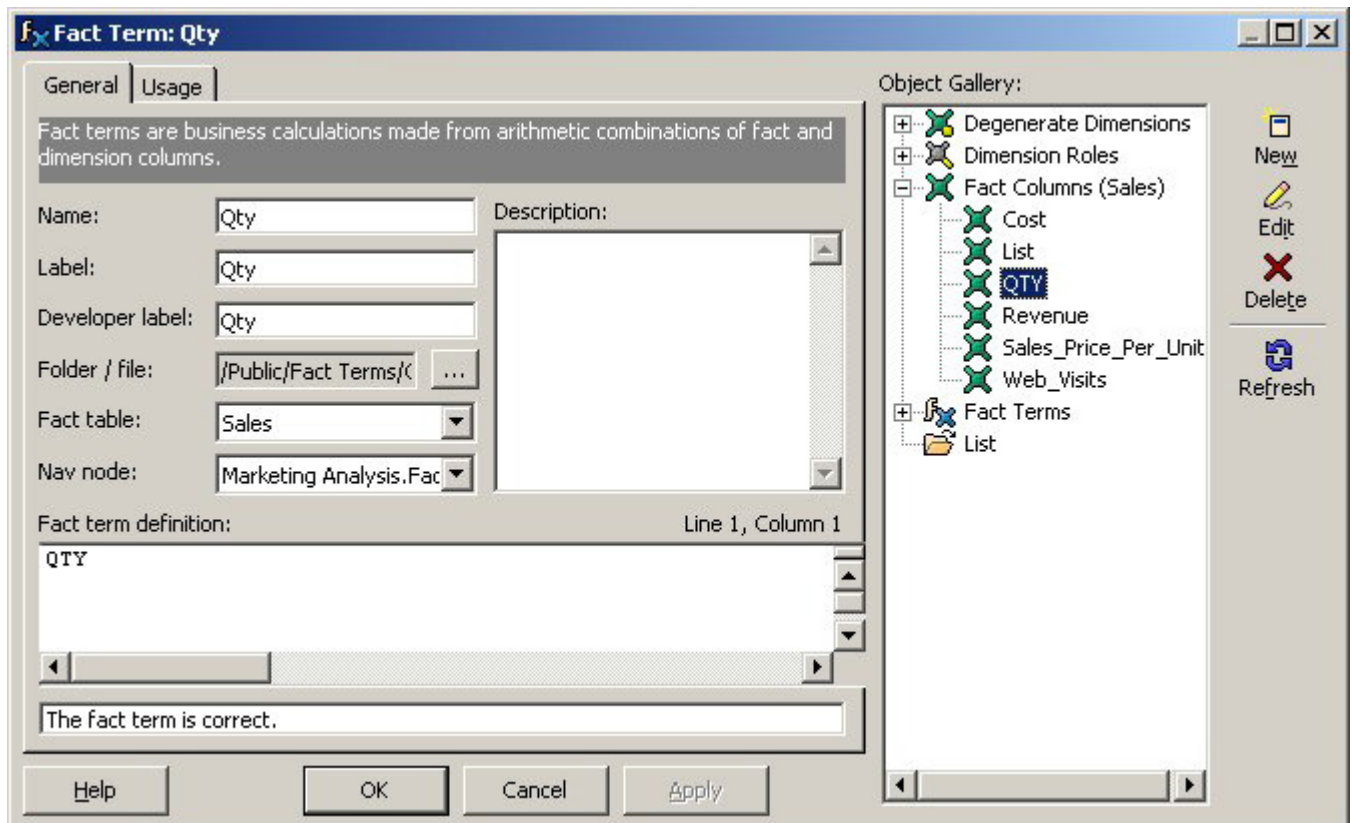 Fact Term: Qty
General
Usage
Fact terms are business calculations made from arithmetic combinations of fact and
dimension columns.
Name:
Qty
Description:
Label:
Qty
Developer label:
Qty
Folder / file:
/Public/Fact Terms/
...
Fact table:
Sales
Nav node:
Marketing Analysis.Fac
Fact term definition:
Line 1, Column 1
QTY
The fact term is correct.
Help
OK
Cancel
Apply
Object Gallery:
Degenerate Dimensions
Dimension Roles
Fact Columns (Sales)
Cost
List
QTY
Revenue
Sales_Price_Per_Unit
Web_Visits
Fact Terms
List
New
Edit
Delete
Refresh